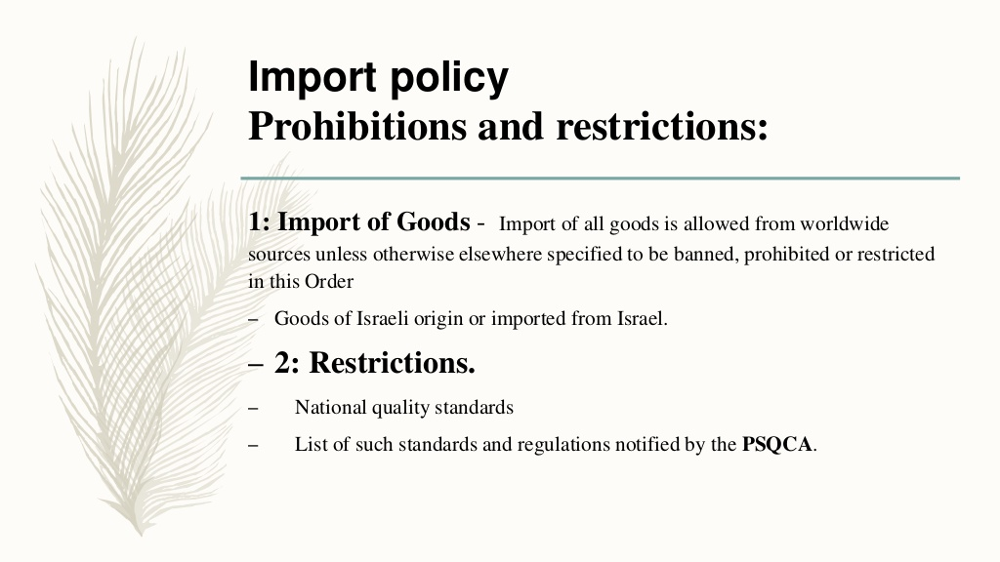 Import policy
Prohibitions and restrictions:
1: Import of Goods - Import of all goods is allowed from worldwide
sources unless otherwise elsewhere specified to be banned, prohibited or restricted
in this Order
– Goods of Israeli origin or imported from Israel.
– 2: Restrictions.
– National quality standards
– List of such standards and regulations notified by the PSQCA.